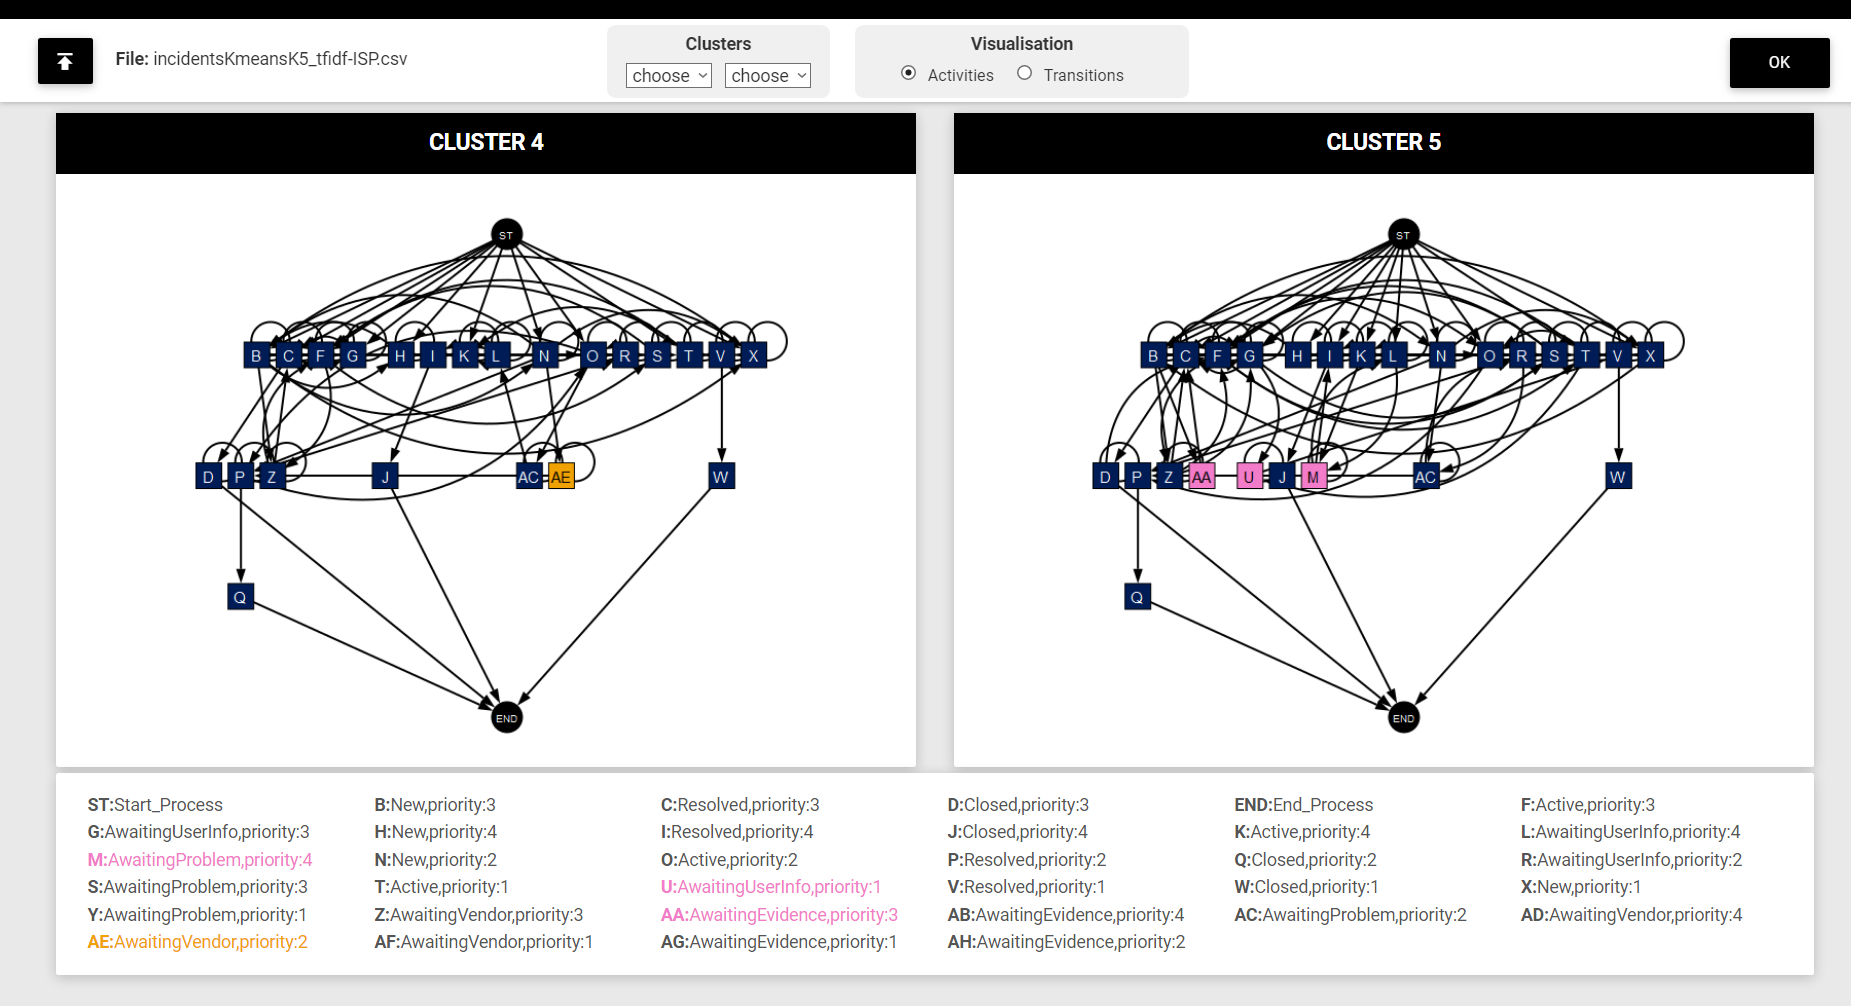 File: incidentsKmeansK5_tfidf-ISP.csv
Clusters
choose choose
Visualisation
Activities Transitions
OK
CLUSTER 4
ST
B C F G H I K L N O R S T V X
D P Z J AC AE W
Q
END
CLUSTER 5
ST
B C F G H I K L N O R S T V X
D P Z AA U J M AC W
Q
END
ST:Start_Process B:New,priority:3 C:Resolved,priority:3 D:Closed,priority:3 END:End_Process F:Active,priority:3
G:AwaitingUserInfo,priority:3 H:New,priority:4 I:Resolved,priority:4 J:Closed,priority:4 K:Active,priority:4 L:AwaitingUserInfo,priority:4
M:AwaitingProblem,priority:4 N:New,priority:2 O:Active,priority:2 P:Resolved,priority:2 Q:Closed,priority:2 R:AwaitingUserInfo,priority:2
S:AwaitingProblem,priority:3 T:Active,priority:1 U:AwaitingUserInfo,priority:1 V:Resolved,priority:1 W:Closed,priority:1 X:New,priority:1
Y:AwaitingProblem,priority:1 Z:AwaitingVendor,priority:3 AA:AwaitingEvidence,priority:3 AB:AwaitingEvidence,priority:4 AC:AwaitingProblem,priority:2 AD:AwaitingVendor,priority:4
AE:AwaitingVendor,priority:2 AF:AwaitingVendor,priority:1 AG:AwaitingEvidence,priority:1 AH:AwaitingEvidence,priority:2